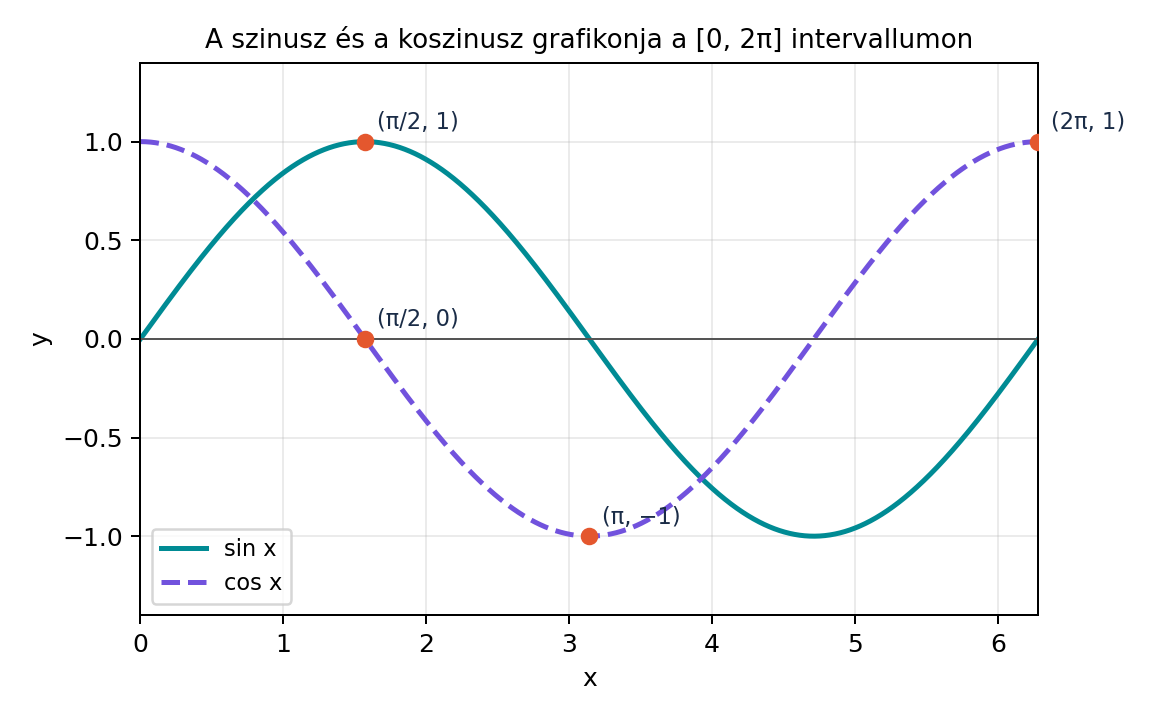 A szinusz és a koszinusz grafikonja a [0, 2π] intervallumon
(π/2, 1)
(2π, 1)
1.0
0.5
(π/2, 0)
0.0
y
−0.5
(π, −1)
−1.0
sin x
cos x
0 1 2 3 4 5 6
x